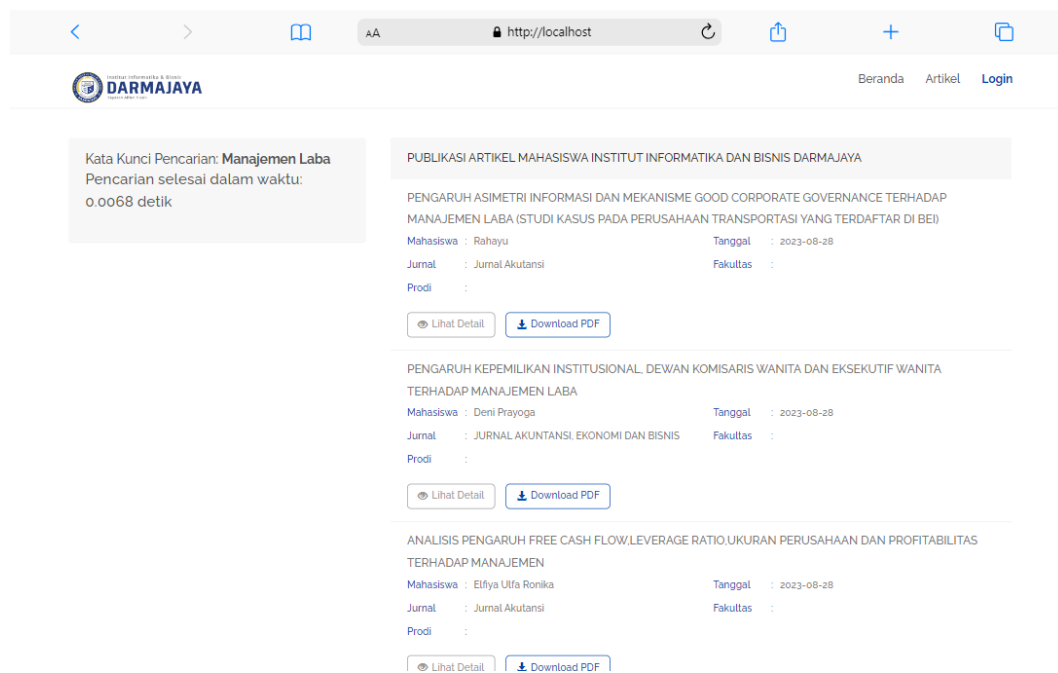 AA
http://localhost
Institut Informatika & Bisnis
DARMAJAYA
Beranda Artikel Login
Kata Kunci Pencarian: Manajemen Laba
Pencarian selesai dalam waktu:
0.0068 detik
PUBLIKASI ARTIKEL MAHASISWA INSTITUT INFORMATIKA DAN BISNIS DARMAJAYA
PENGARUH ASIMETRI INFORMASI DAN MEKANISME GOOD CORPORATE GOVERNANCE TERHADAP
MANAJEMEN LABA (STUDI KASUS PADA PERUSAHAAN TRANSPORTASI YANG TERDAFTAR DI BEI)
Mahasiswa : Rahayu Tanggal : 2023-08-28
Jurnal : Jurnal Akutansi Fakultas :
Prodi :
Lihat Detail Download PDF
PENGARUH KEPEMILIKAN INSTITUSIONAL, DEWAN KOMISARIS WANITA DAN EKSEKUTIF WANITA
TERHADAP MANAJEMEN LABA
Mahasiswa : Deni Prayoga Tanggal : 2023-08-28
Jurnal : JURNAL AKUNTANSI, EKONOMI DAN BISNIS Fakultas :
Prodi :
Lihat Detail Download PDF
ANALISIS PENGARUH FREE CASH FLOW,LEVERAGE RATIO,UKURAN PERUSAHAAN DAN PROFITABILITAS
TERHADAP MANAJEMEN
Mahasiswa : Elfiya Ulfa Ronika Tanggal : 2023-08-28
Jurnal : Jurnal Akutansi Fakultas :
Prodi :
Lihat Detail Download PDF